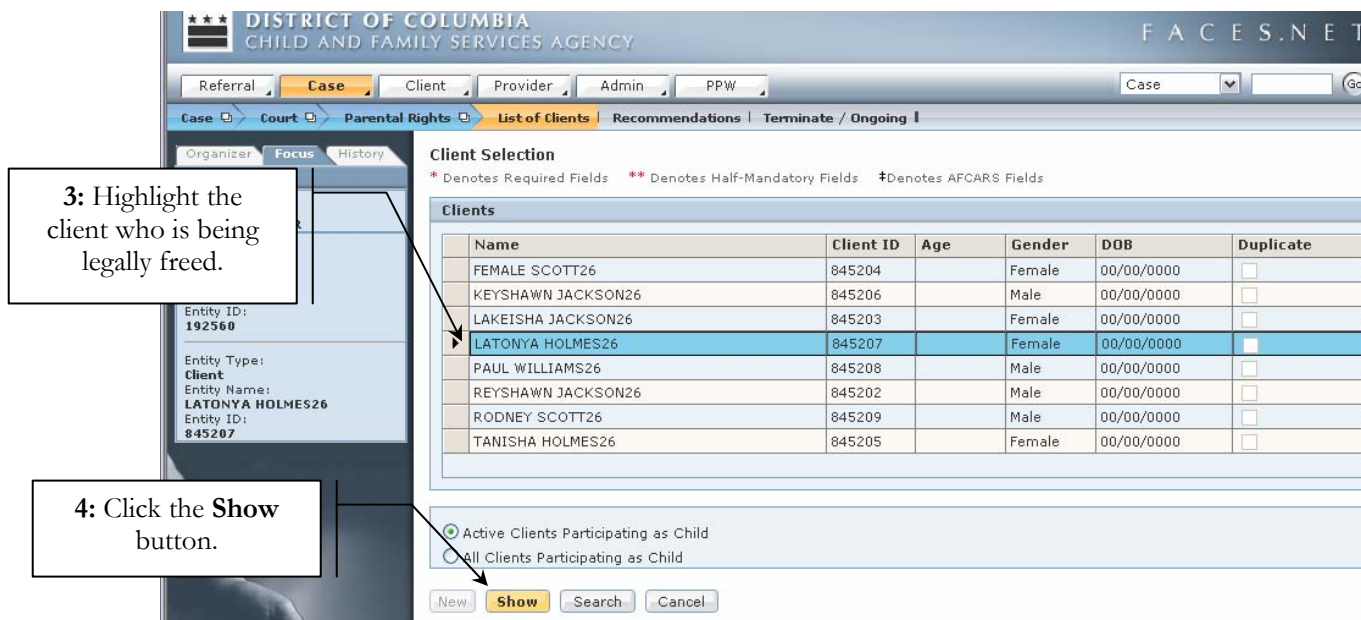 DISTRICT OF COLUMBIA
CHILD AND FAMILY SERVICES AGENCY
FACES.NET
Referral Case Client Provider Admin PPW Case
Case Court Parental Rights List of Clients Recommendations Terminate / Ongoing
Organizer Focus History
3: Highlight the
client who is being
legally freed.
Entity ID:
192560
Entity Type:
Client
Entity Name:
LATONYA HOLMES26
Entity ID:
845207
4: Click the Show
button.
Client Selection
* Denotes Required Fields ** Denotes Half-Mandatory Fields ‡Denotes AFCARS Fields
Clients
Name Client ID Age Gender DOB Duplicate
FEMALE SCOTT26 845204 Female 00/00/0000
KEYSHAWN JACKSON26 845206 Male 00/00/0000
LAKEISHA JACKSON26 845203 Female 00/00/0000
LATONYA HOLMES26 845207 Female 00/00/0000
PAUL WILLIAMS26 845208 Male 00/00/0000
REYSHAWN JACKSON26 845202 Male 00/00/0000
RODNEY SCOTT26 845209 Male 00/00/0000
TANISHA HOLMES26 845205 Female 00/00/0000
Active Clients Participating as Child
All Clients Participating as Child
New Show Search Cancel